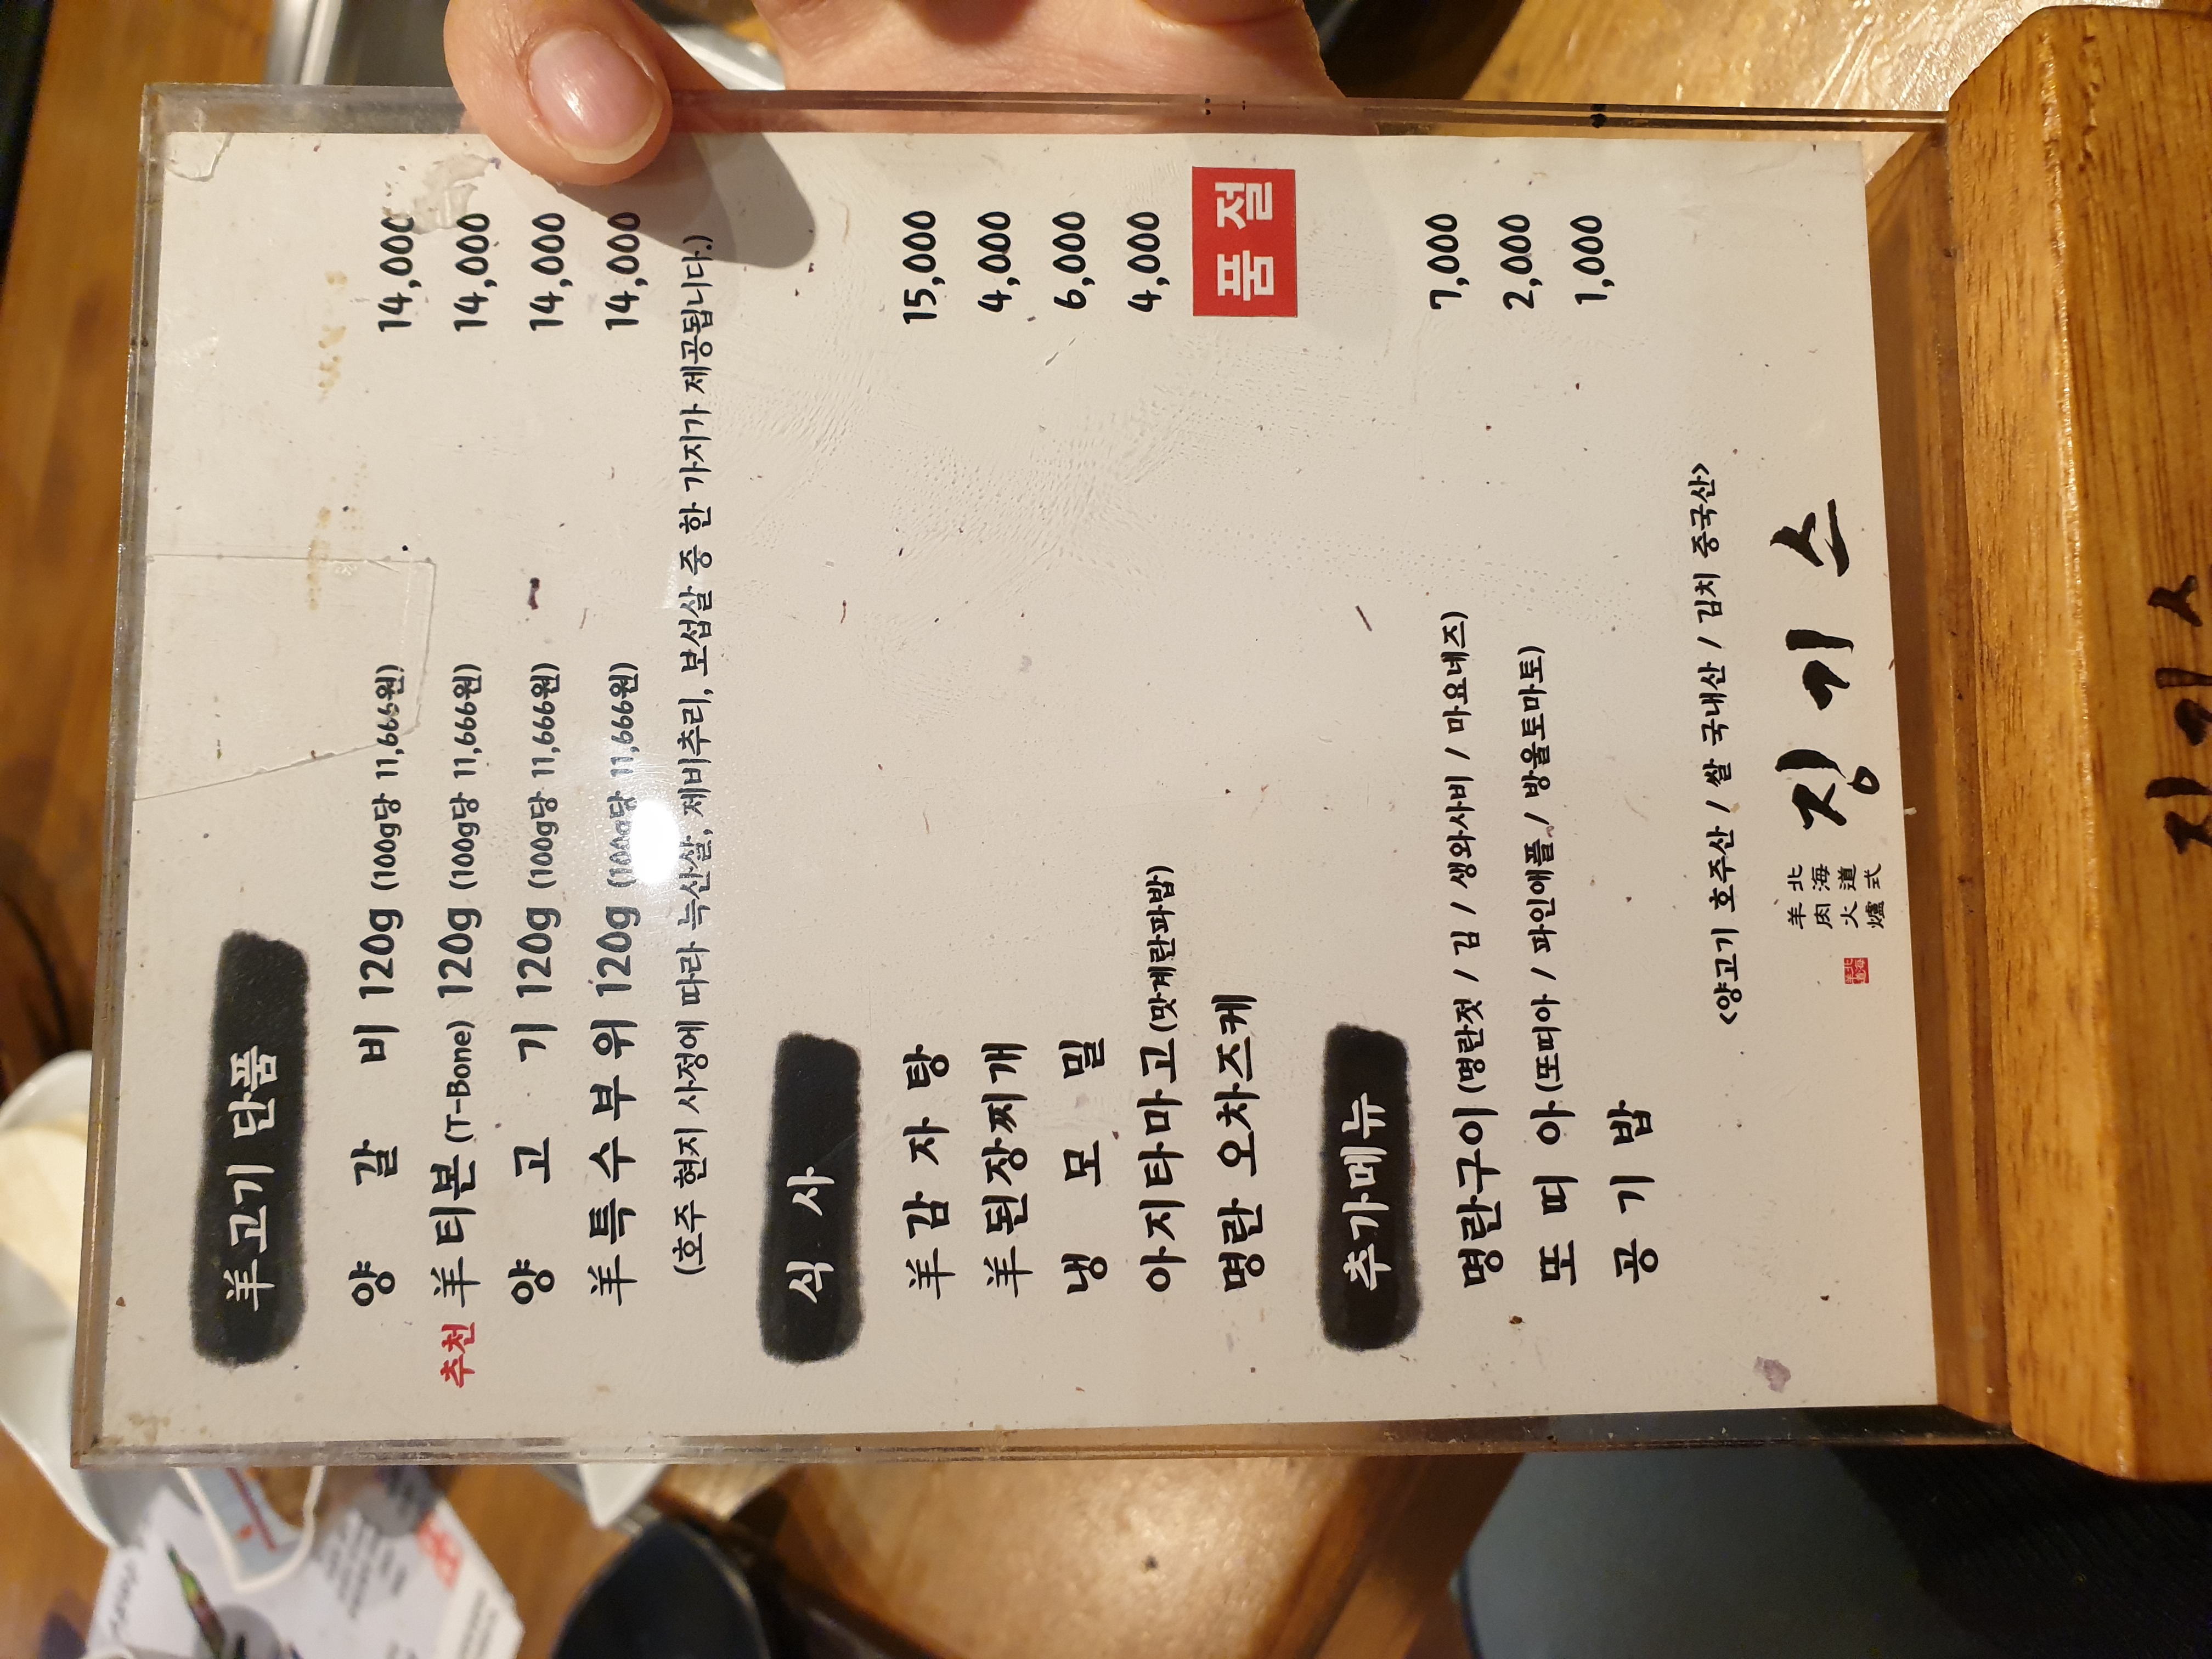 羊고기 단품
양 갈 비 120g (100g당 11,666원) 14,000
추천 羊티본(T-Bone) 120g (100g당 11,666원) 14,000
양 고 기 120g (100g당 11,666원) 14,000
羊특수부위 120g (100g당 11,666원) 14,000
(호주 현지 사정에 따라 늑산살, 제비추리, 보섭살 중 한 가지가 제공됩니다.)
식 사
羊감자탕 15,000
羊된장찌개 4,000
냉 모 밀 6,000
아지타마고(맛계란파밥) 4,000
명란 오차즈케 품절
추가메뉴
명란구이(명란젓 / 김 / 생와사비 / 마요네즈) 7,000
또 띠 아(또띠아 / 파인애플 / 방울토마토) 2,000
공 기 밥 1,000
<양고기 호주산 / 쌀 국내산 / 김치 중국산>
北海道式
羊肉火爐
징기스
징기스